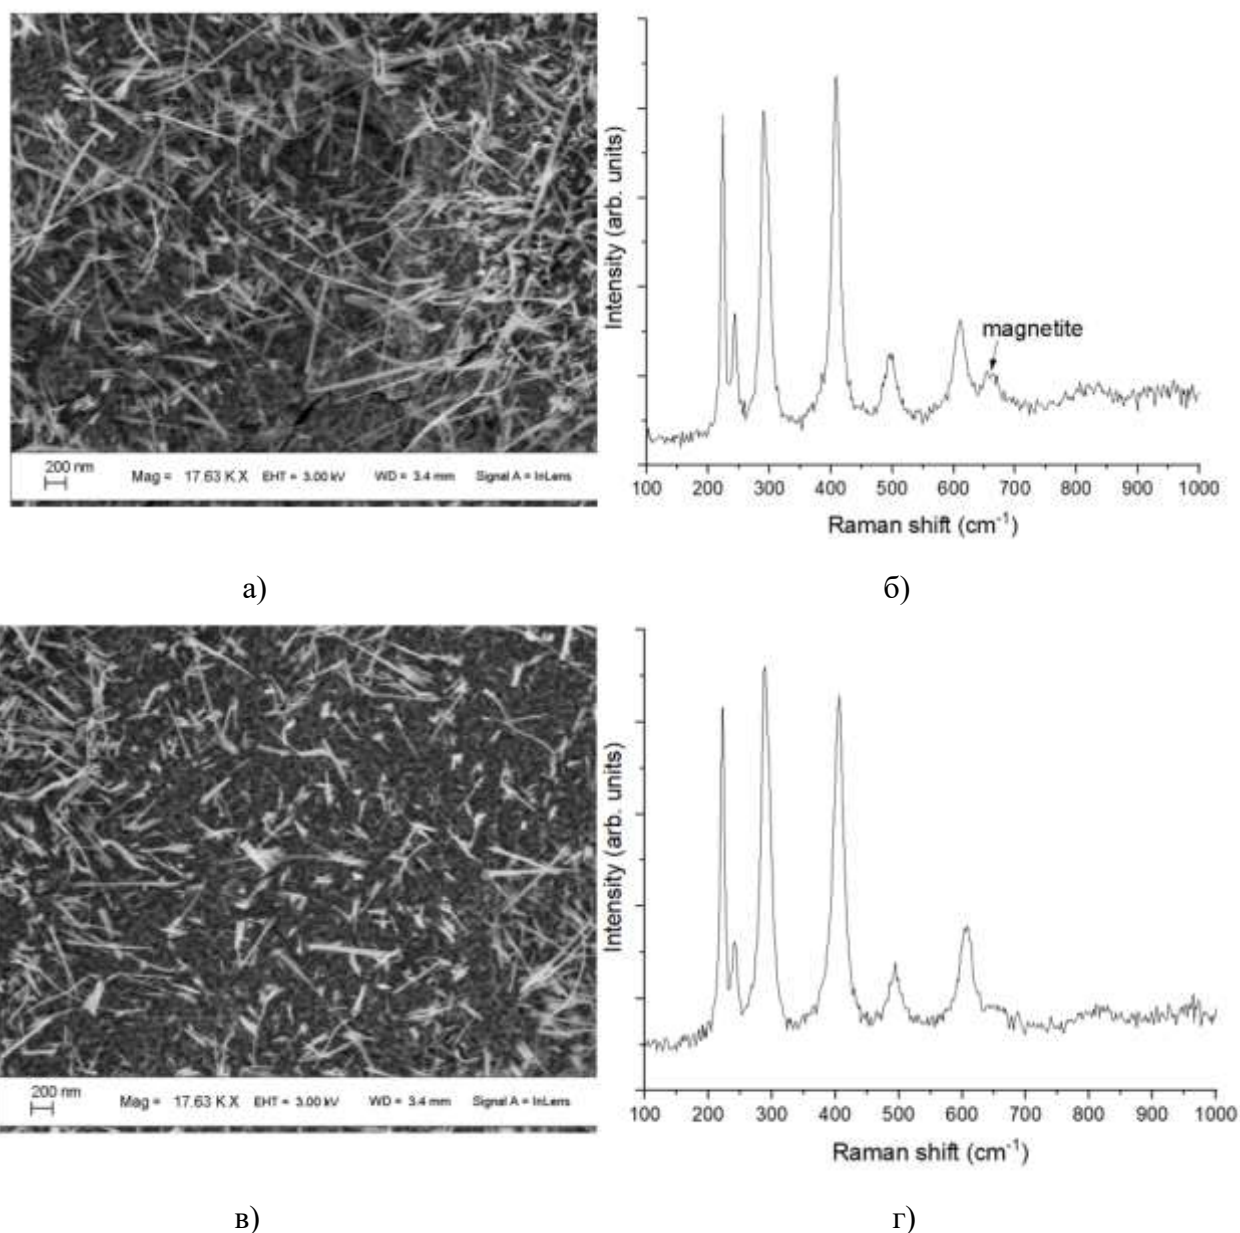 200 nm
Mag = 17.63 K X EHT = 3.00 kV WD = 3.4 mm Signal A = InLens
Intensity (arb. units)
magnetite
100 200 300 400 500 600 700 800 900 1000
Raman shift (cm-1)
а) б)
200 nm
Mag = 17.63 K X EHT = 3.00 kV WD = 3.4 mm Signal A = InLens
Intensity (arb. units)
100 200 300 400 500 600 700 800 900 1000
Raman shift (cm-1)
в) г)